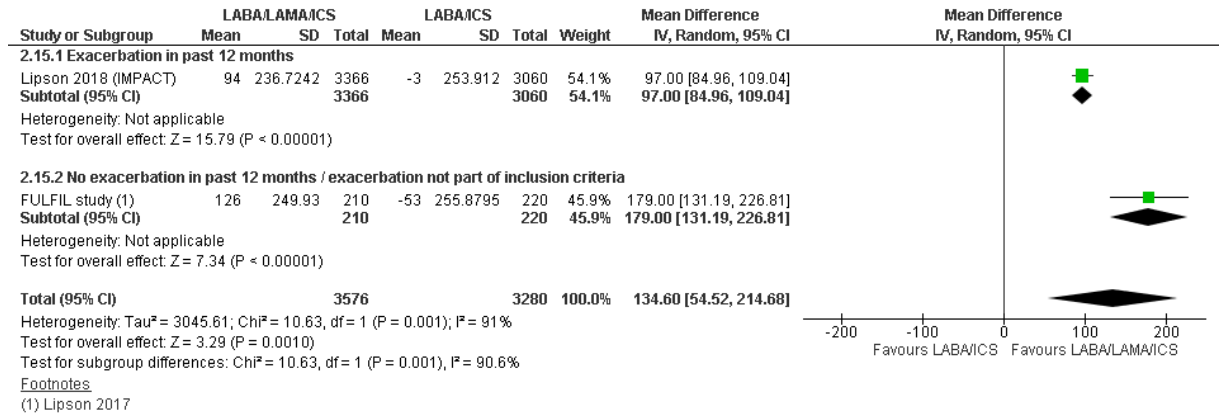 LABA/LAMA/ICS LABA/ICS Mean Difference Mean Difference
Study or Subgroup Mean SD Total Mean SD Total Weight IV, Random, 95% CI IV, Random, 95% CI
2.15.1 Exacerbation in past 12 months
Lipson 2018 (IMPACT) 94 236.7242 3366 -3 253.912 3060 54.1% 97.00 [84.96, 109.04]
Subtotal (95% CI) 3366 3060 54.1% 97.00 [84.96, 109.04]
Heterogeneity: Not applicable
Test for overall effect: Z = 15.79 (P < 0.00001)
2.15.2 No exacerbation in past 12 months / exacerbation not part of inclusion criteria
FULFIL study (1) 126 249.93 210 -53 255.8795 220 45.9% 179.00 [131.19, 226.81]
Subtotal (95% CI) 210 220 45.9% 179.00 [131.19, 226.81]
Heterogeneity: Not applicable
Test for overall effect: Z = 7.34 (P < 0.00001)
Total (95% CI) 3576 3280 100.0% 134.60 [54.52, 214.68]
Heterogeneity: Tau² = 3045.61; Chi² = 10.63, df = 1 (P = 0.001); I² = 91%
Test for overall effect: Z = 3.29 (P = 0.0010)
Test for subgroup differences: Chi² = 10.63, df = 1 (P = 0.001), I² = 90.6%
-200 -100 0 100 200
Favours LABA/ICS Favours LABA/LAMA/ICS
Footnotes
(1) Lipson 2017